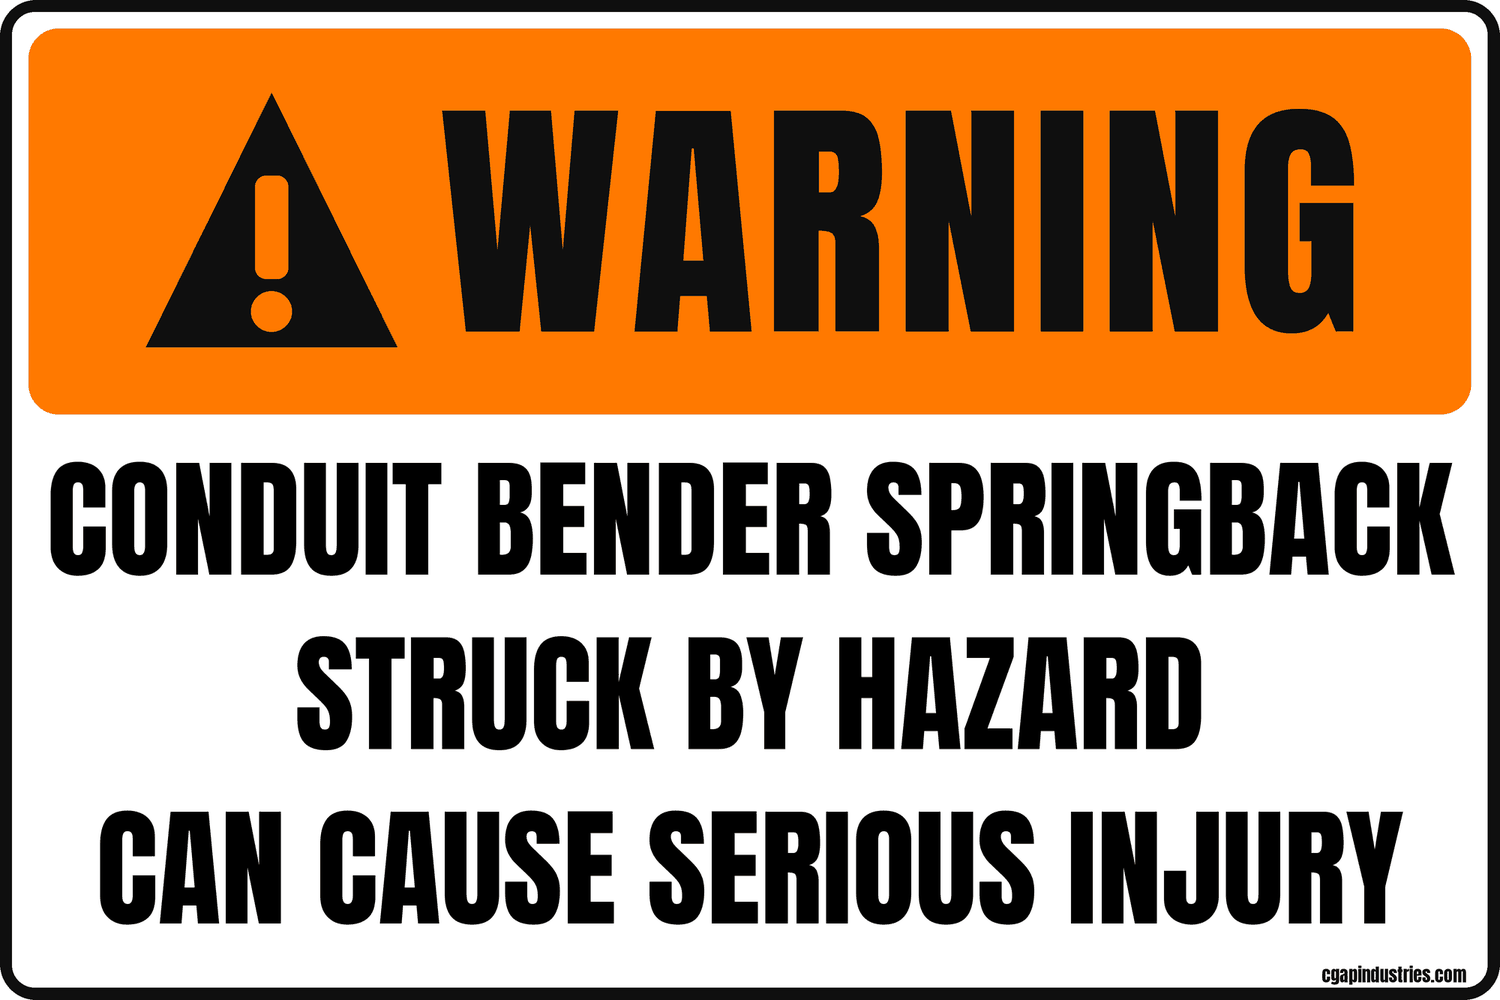 WARNING
CONDUIT BENDER SPRINGBACK
STRUCK BY HAZARD
CAN CAUSE SERIOUS INJURY
cgapindustries.com